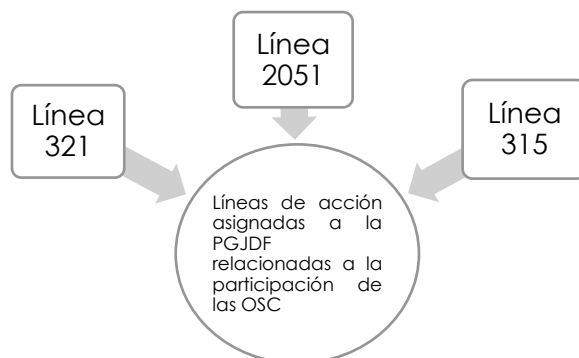 Línea
2051
Línea
321
Línea
315
Líneas de acción
asignadas a la
PGJDF
relacionadas a la
participación de
las OSC